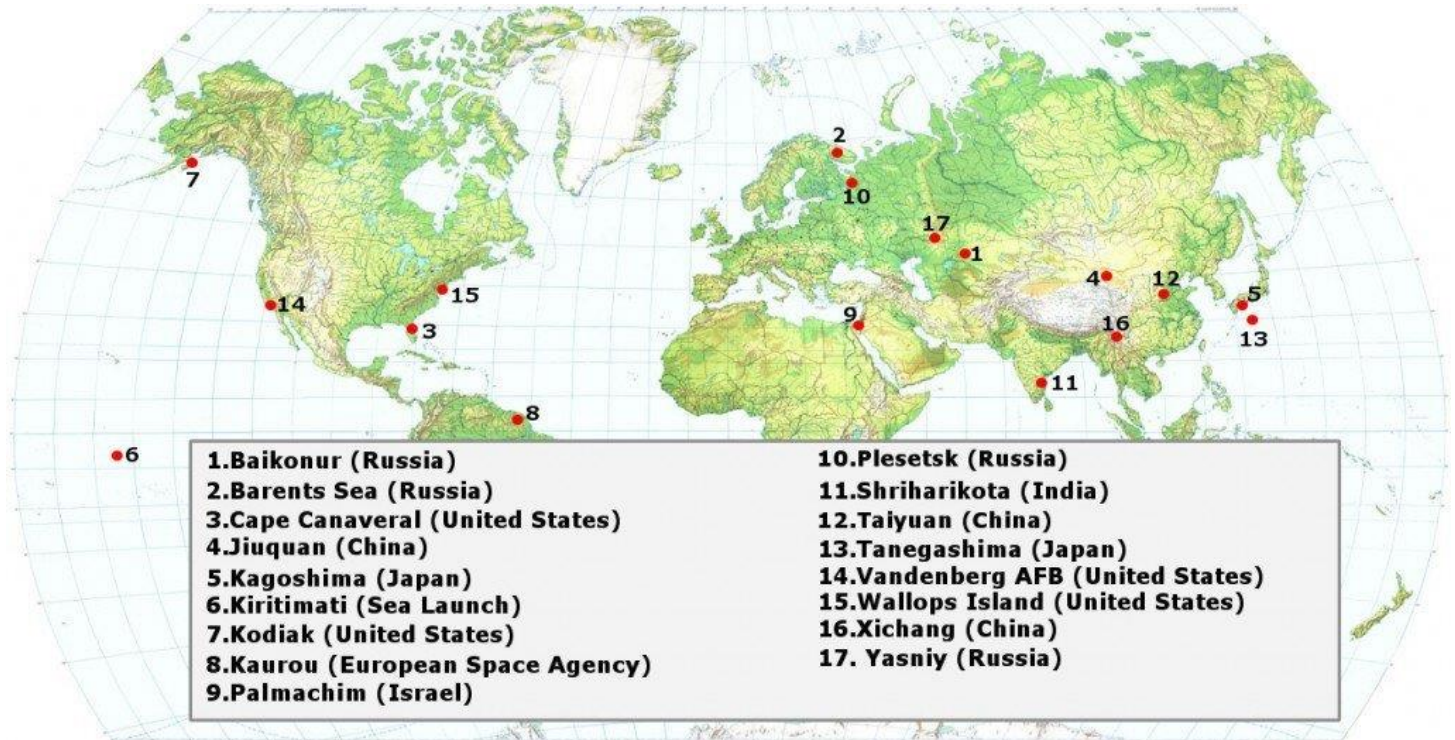 2
7
10
17
1
4
12
14
15
5
3
9
16
13
11
8
6
1.Baikonur (Russia)
2.Barents Sea (Russia)
3.Cape Canaveral (United States)
4.Jiuquan (China)
5.Kagoshima (Japan)
6.Kiritimati (Sea Launch)
7.Kodiak (United States)
8.Kaurou (European Space Agency)
9.Palmachim (Israel)
10.Plesetsk (Russia)
11.Shriharikota (India)
12.Taiyuan (China)
13.Tanegashima (Japan)
14.Vandenberg AFB (United States)
15.Wallops Island (United States)
16.Xichang (China)
17. Yasniy (Russia)